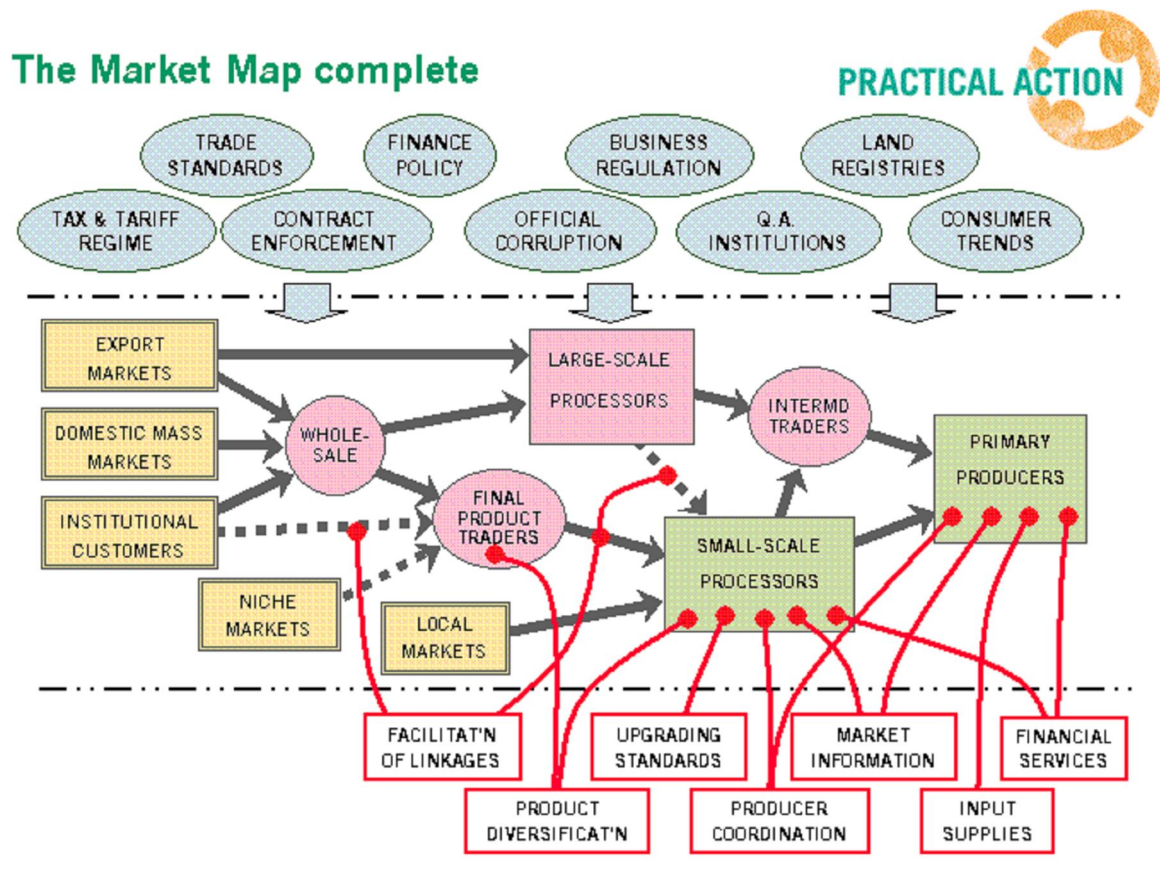 The Market Map complete
PRACTICAL ACTION
TRADE
STANDARDS
FINANCE
POLICY
BUSINESS
REGULATION
LAND
REGISTRIES
TAX & TARIFF
REGIME
CONTRACT
ENFORCEMENT
OFFICIAL
CORRUPTION
Q.A.
INSTITUTIONS
CONSUMER
TRENDS
EXPORT
MARKETS
LARGE-SCALE
PROCESSORS
INTERMD
TRADERS
DOMESTIC MASS
MARKETS
WHOLE-
SALE
PRIMARY
PRODUCERS
INSTITUTIONAL
CUSTOMERS
FINAL
PRODUCT
TRADERS
SMALL-SCALE
PROCESSORS
NICHE
MARKETS
LOCAL
MARKETS
FACILITAT'N
OF LINKAGES
UPGRADING
STANDARDS
MARKET
INFORMATION
FINANCIAL
SERVICES
PRODUCT
DIVERSIFICAT'N
PRODUCER
COORDINATION
INPUT
SUPPLIES